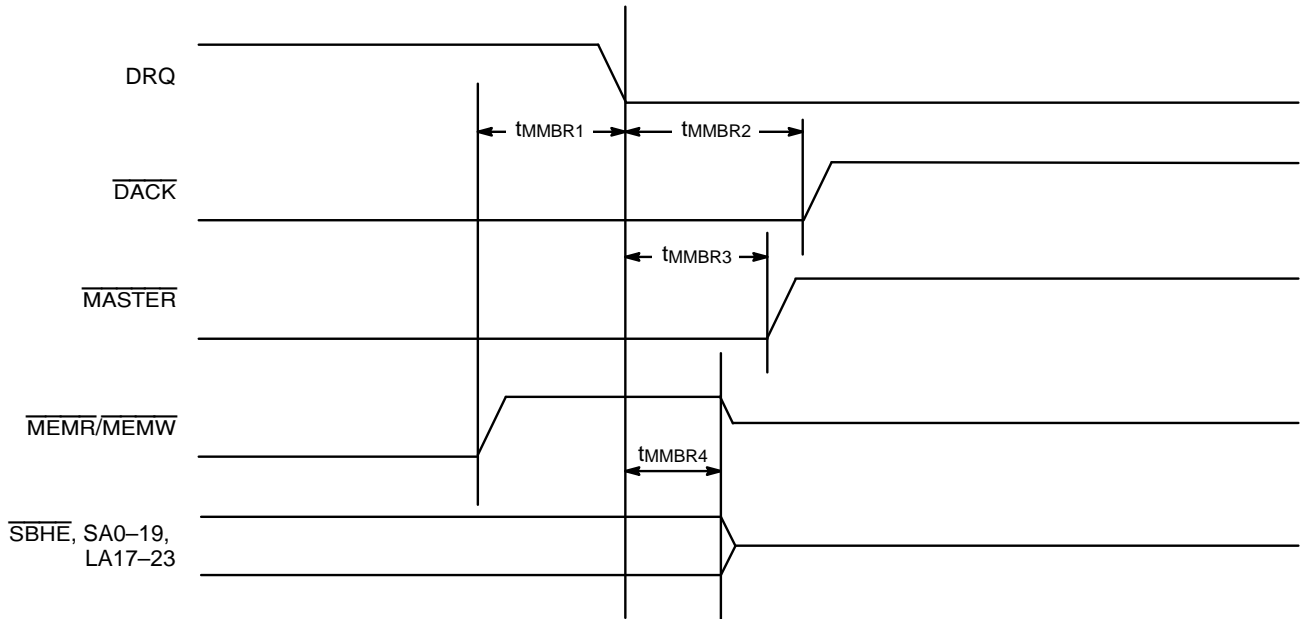 DRQ
tMMBR1
tMMBR2
DACK
tMMBR3
MASTER
MEMR/MEMW
tMMBR4
SBHE, SA0–19,
LA17–23